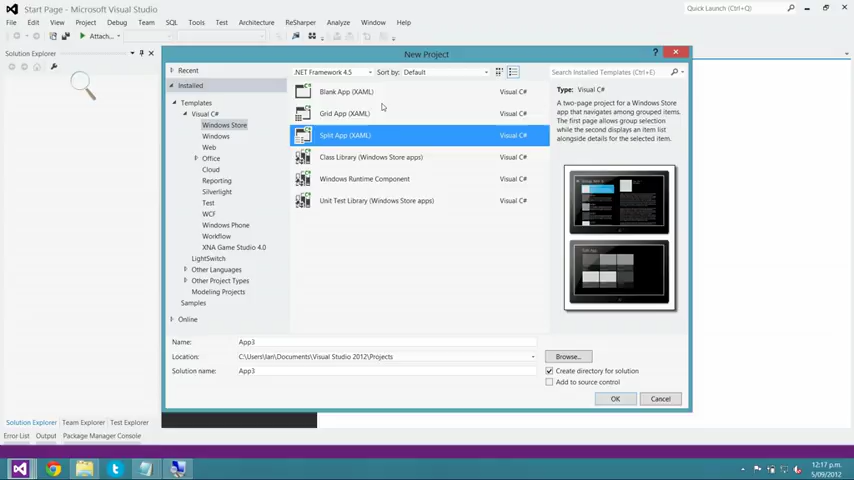 Start Page - Microsoft Visual Studio
Quick Launch (Ctrl+Q)
File Edit View Project Debug Team SQL Tools Test Architecture ReSharper Analyze Window Help
Attach...
Solution Explorer
New Project
Recent
.NET Framework 4.5 Sort by: Default
Search Installed Templates (Ctrl+E)
Installed
Templates
Visual C#
Windows Store
Windows
Web
Office
Cloud
Reporting
Silverlight
Test
WCF
Windows Phone
Workflow
XNA Game Studio 4.0
LightSwitch
Other Languages
Other Project Types
Modeling Projects
Samples
Online
Blank App (XAML) Visual C#
Grid App (XAML) Visual C#
Split App (XAML) Visual C#
Class Library (Windows Store apps) Visual C#
Windows Runtime Component Visual C#
Unit Test Library (Windows Store apps) Visual C#
Type: Visual C#
A two-page project for a Windows Store
app that navigates among grouped items.
The first page allows group selection
while the second displays an item list
alongside details for the selected item.
Name: App3
Location: C:\Users\Ian\Documents\Visual Studio 2012\Projects
Browse...
Solution name: App3
Create directory for solution
Add to source control
OK Cancel
Solution Explorer Team Explorer Test Explorer
Error List Output Package Manager Console
12:17 p.m.
5/09/2012